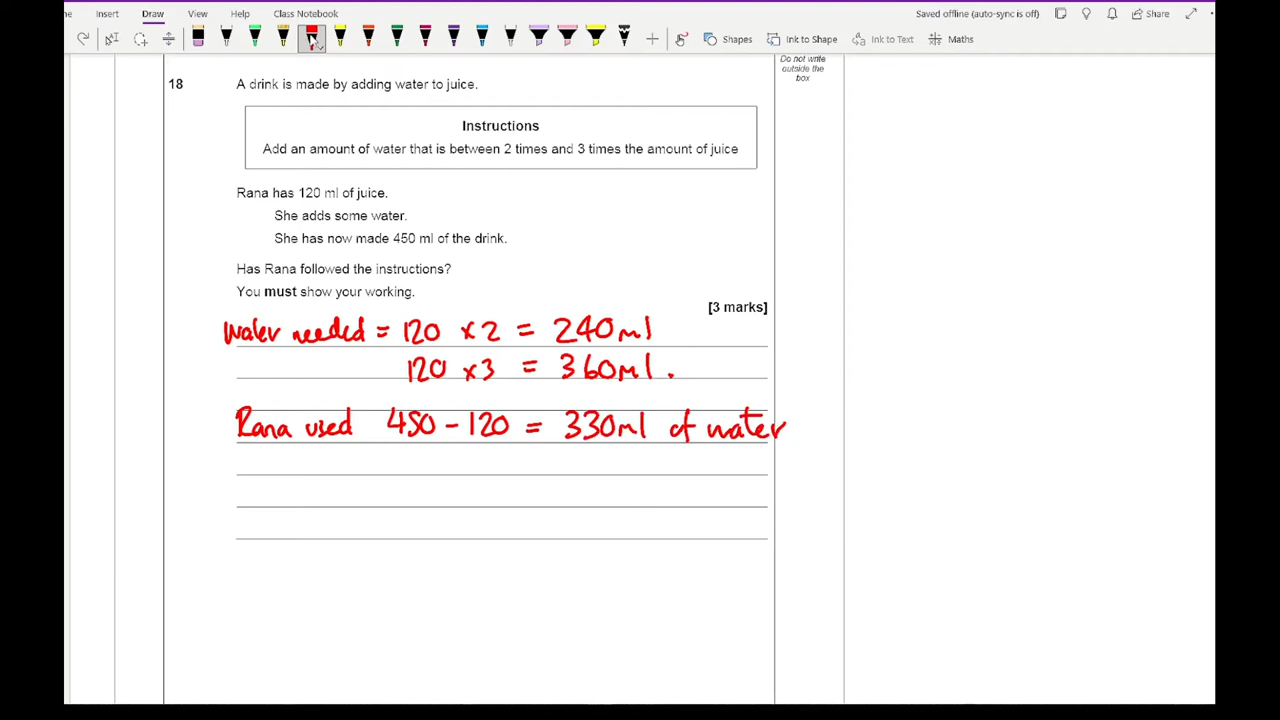 Insert Draw View Help Class Notebook Saved offline (auto-sync is off) Share
Shapes Ink to Shape Ink to Text Maths
Do not write
outside the
box
18 A drink is made by adding water to juice.
Instructions
Add an amount of water that is between 2 times and 3 times the amount of juice
Rana has 120 ml of juice.
She adds some water.
She has now made 450 ml of the drink.
Has Rana followed the instructions?
You must show your working.
[3 marks]
Water needed = 120 × 2 = 240ml
120 × 3 = 360ml.
Rana used 450 - 120 = 330ml of water